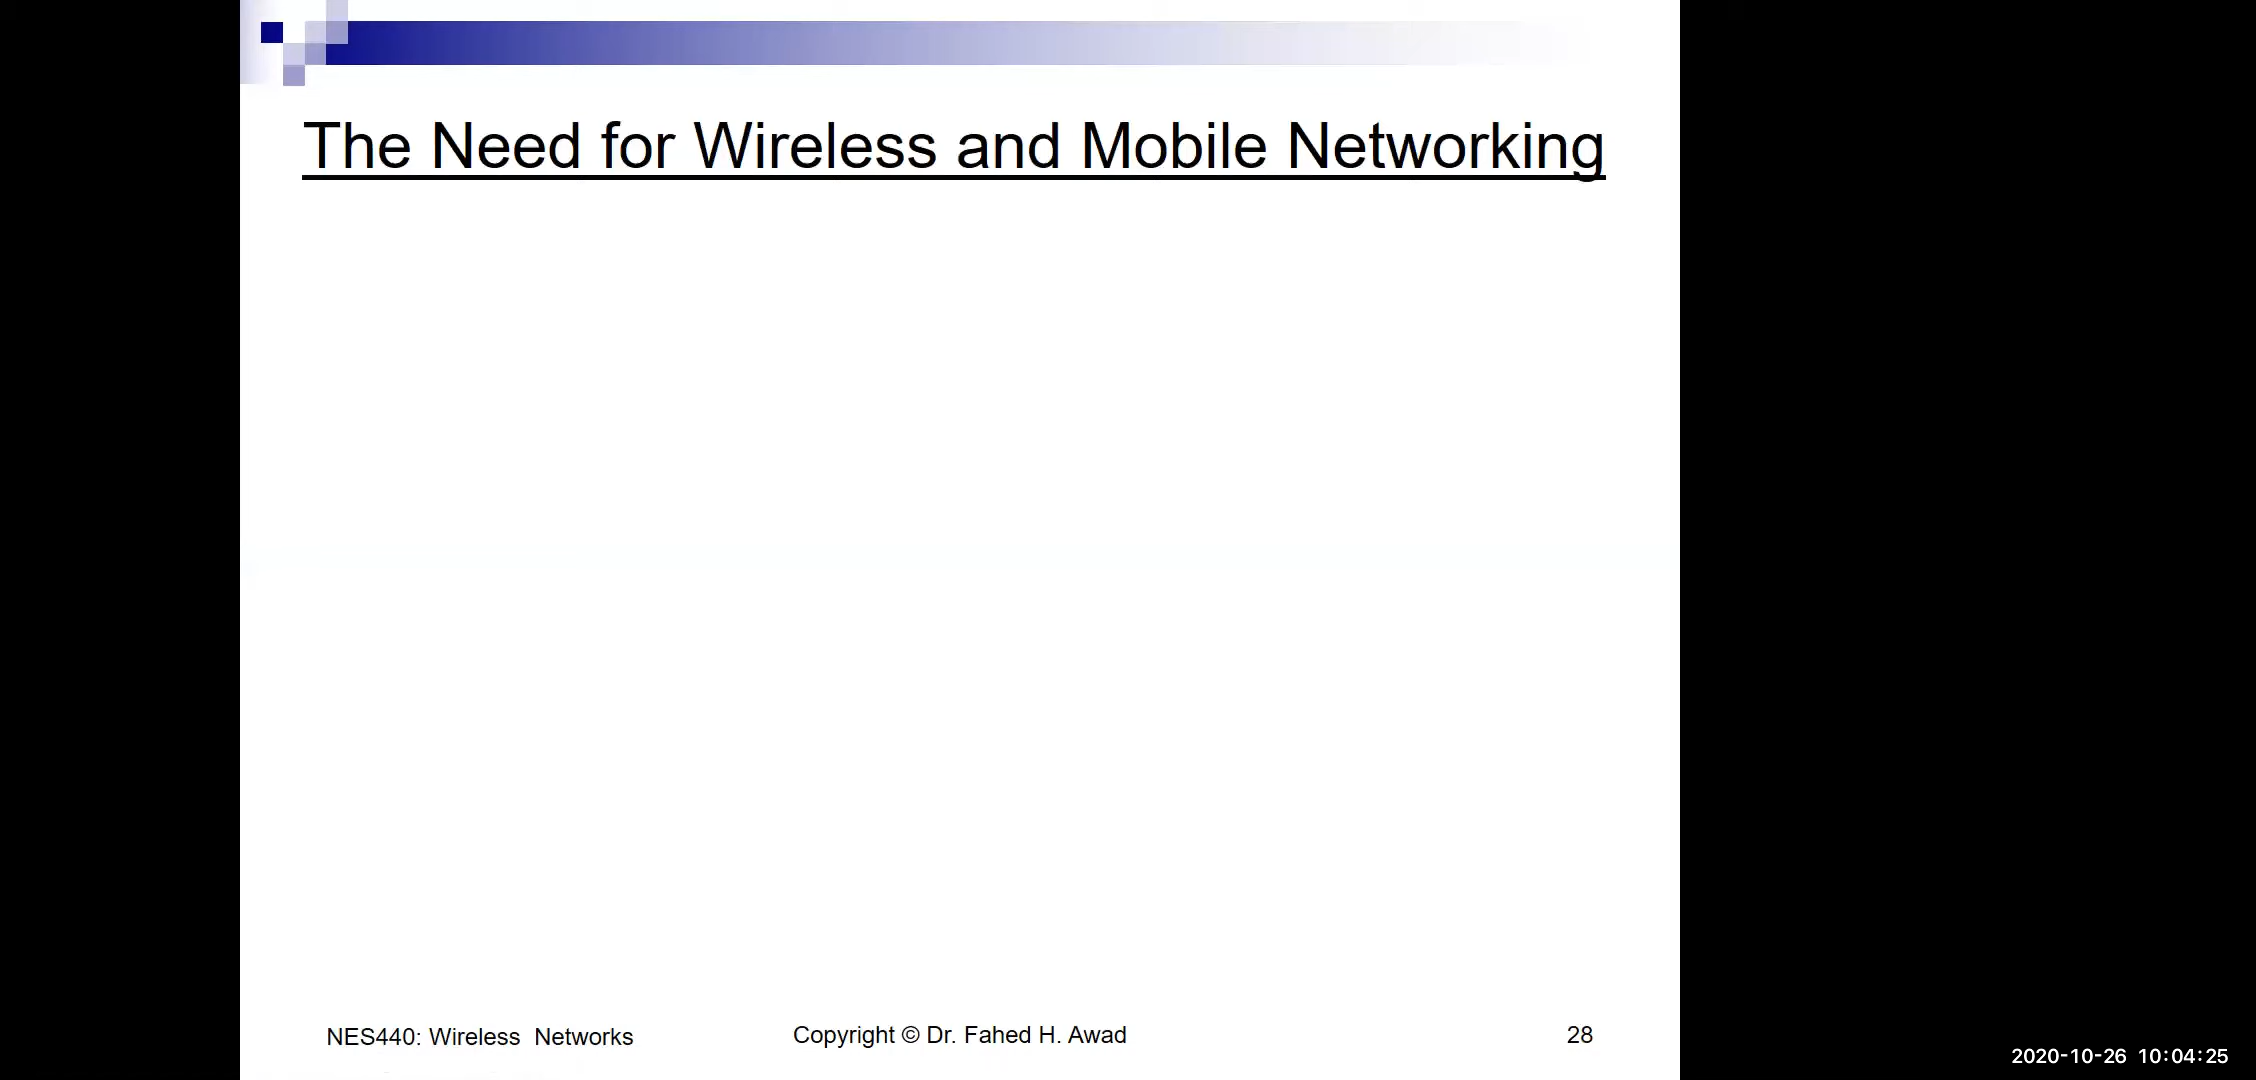 The Need for Wireless and Mobile Networking
NES440: Wireless  Networks
Copyright © Dr. Fahed H. Awad
28
2020-10-26 10:04:25